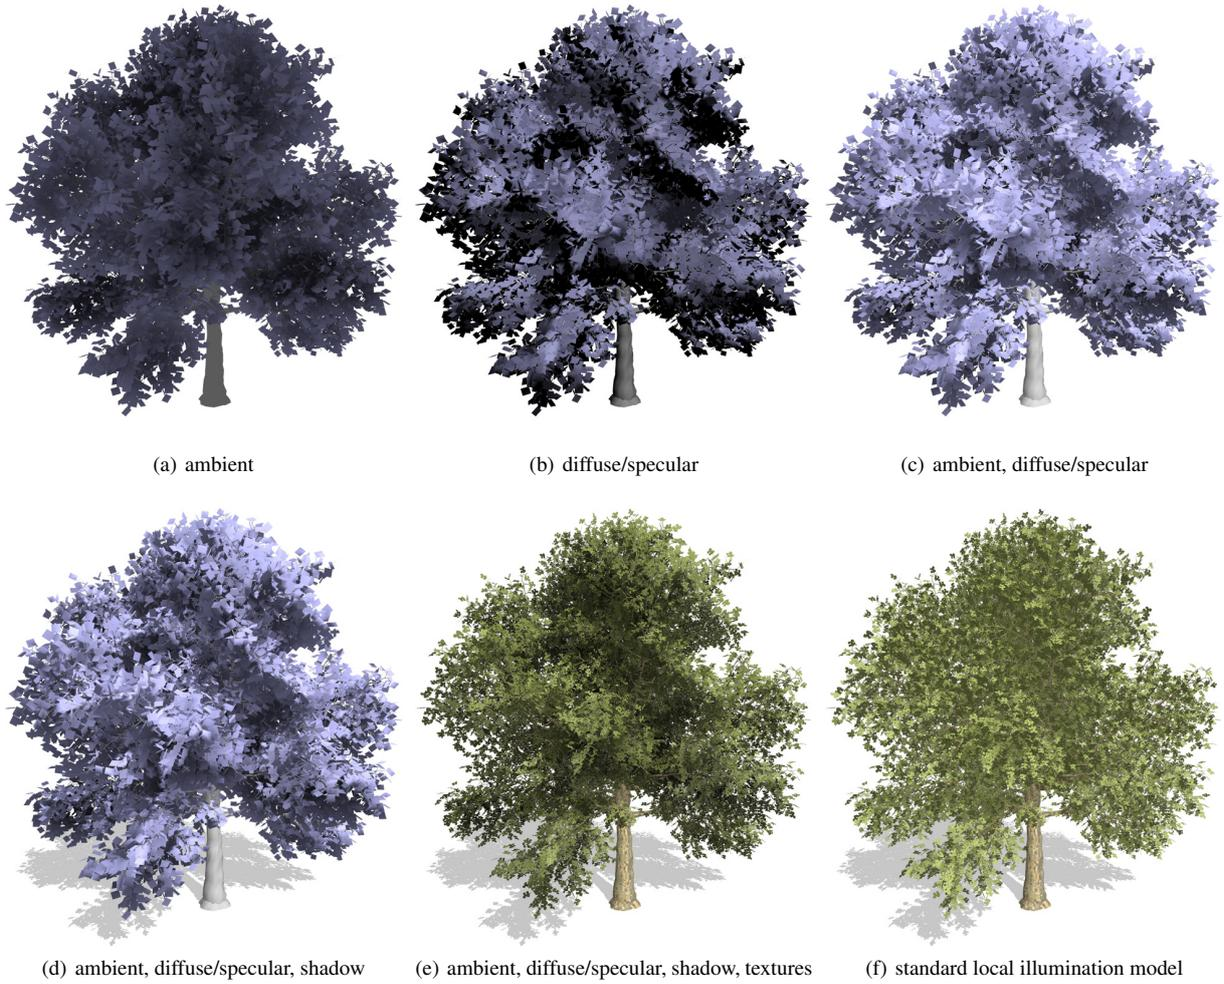 (a) ambient
(b) diffuse/specular
(c) ambient, diffuse/specular
(d) ambient, diffuse/specular, shadow
(e) ambient, diffuse/specular, shadow, textures
(f) standard local illumination model